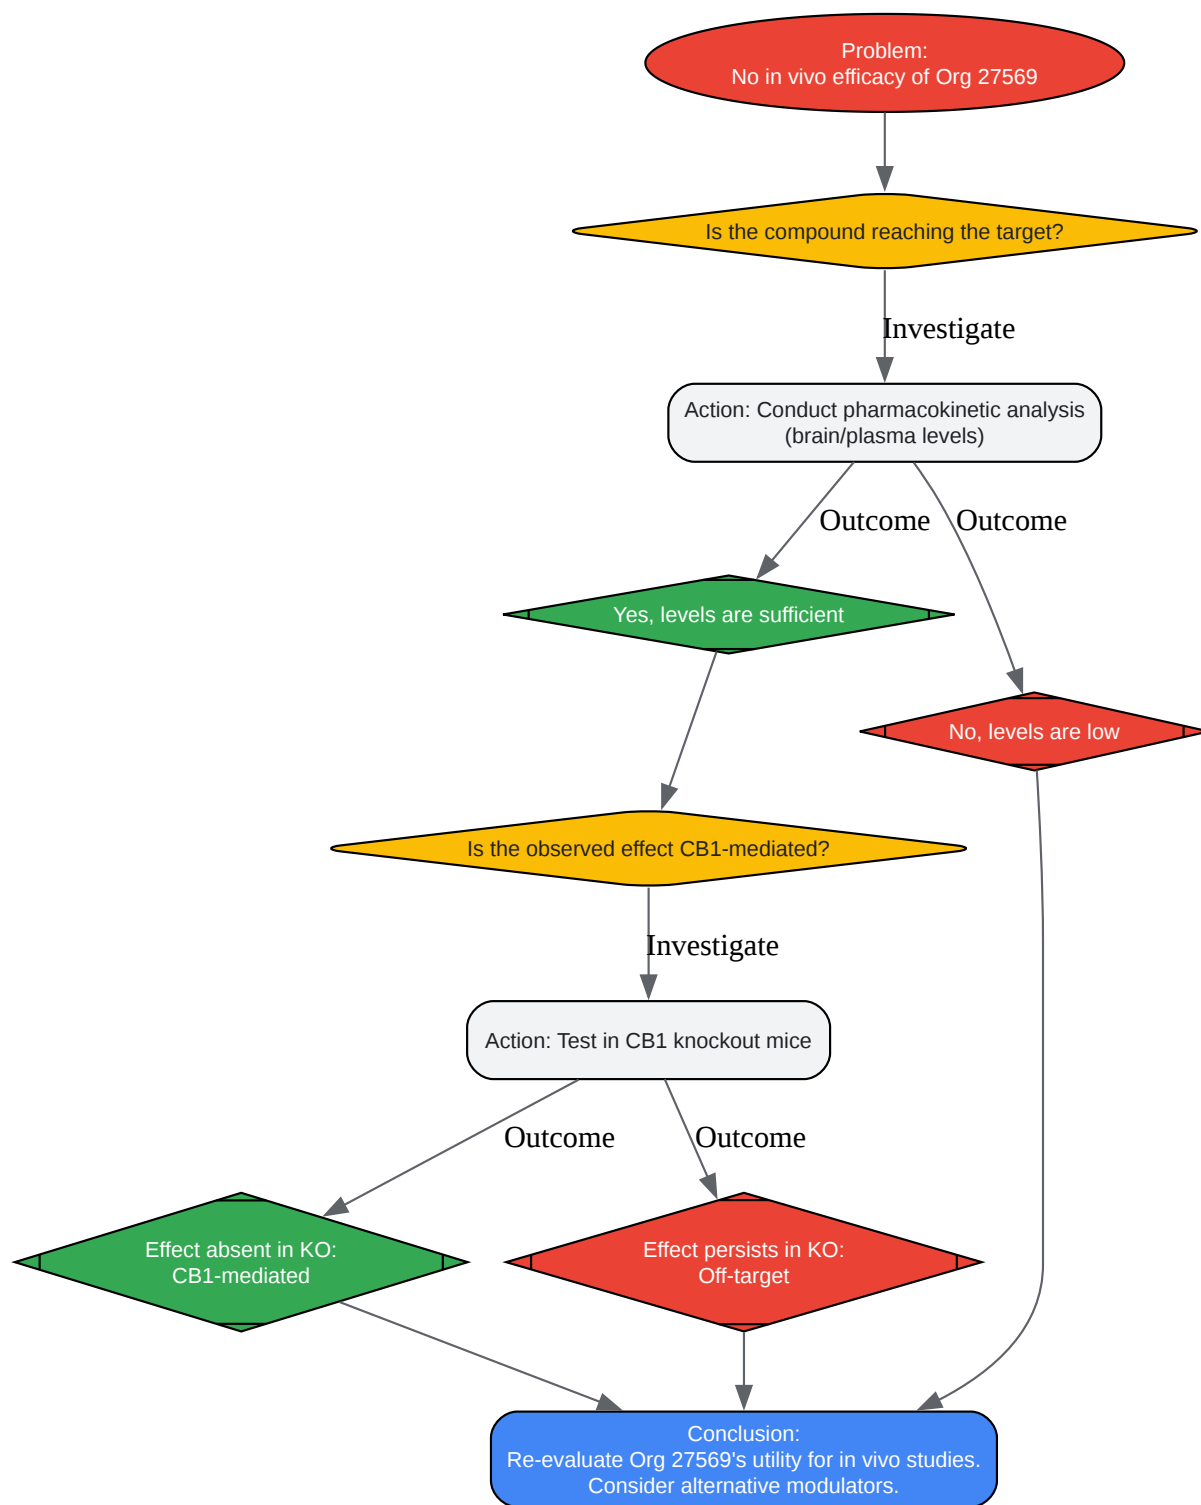 Problem:
No in vivo efficacy of Org 27569
Is the compound reaching the target?
Investigate
Action: Conduct pharmacokinetic analysis
(brain/plasma levels)
Outcome
Outcome
Yes, levels are sufficient
No, levels are low
Is the observed effect CB1-mediated?
Investigate
Action: Test in CB1 knockout mice
Outcome
Outcome
Effect absent in KO:
CB1-mediated
Effect persists in KO:
Off-target
Conclusion:
Re-evaluate Org 27569's utility for in vivo studies.
Consider alternative modulators.